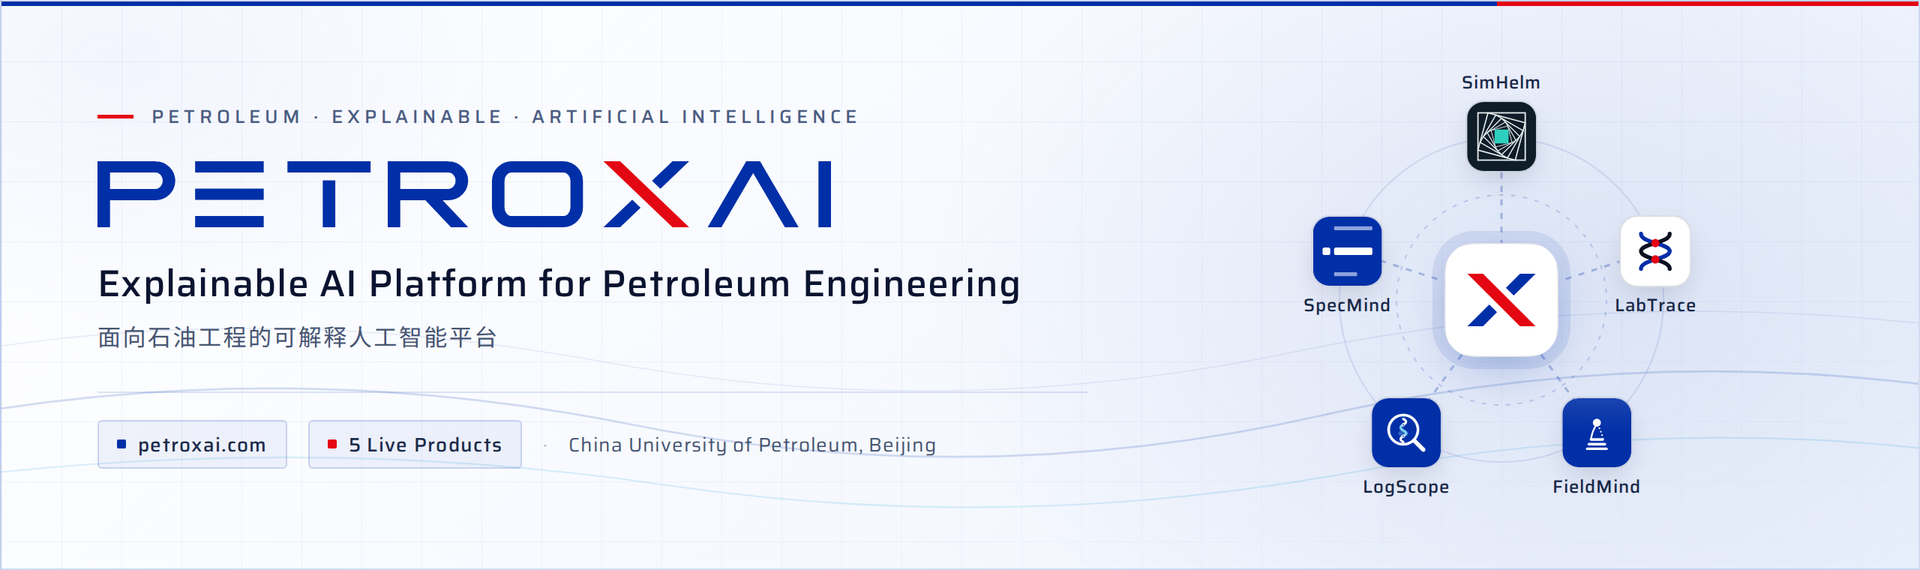 PETROLEUM · EXPLAINABLE · ARTIFICIAL INTELLIGENCE
PETROXAI
Explainable AI Platform for Petroleum Engineering
面向石油工程的可解释人工智能平台
petroxai.com
5 Live Products · China University of Petroleum, Beijing
SimHelm
SpecMind
LabTrace
LogScope
FieldMind